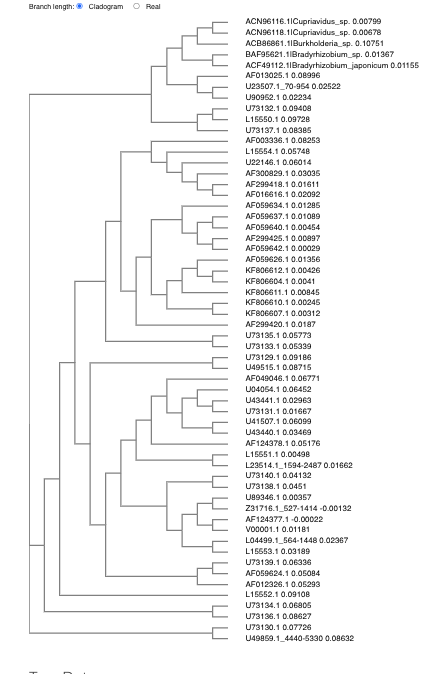 Branch length: Cladogram Real
ACN96116.1|Cupriavidus_sp. 0.00799
ACN96118.1|Cupriavidus_sp. 0.00678
ACB86861.1|Burkholderia_sp. 0.10751
BAF95621.1|Bradyrhizobium_sp. 0.01367
ACF49112.1|Bradyrhizobium_japonicum 0.01155
AF013025.1 0.08996
U23507.1_70-954 0.02522
U90952.1 0.02234
U73132.1 0.09408
L15550.1 0.09728
U73137.1 0.08385
AF003336.1 0.08253
L15554.1 0.05748
U22146.1 0.06014
AF300829.1 0.03035
AF299418.1 0.01611
AF016616.1 0.02092
AF059634.1 0.01285
AF059637.1 0.01089
AF059640.1 0.00454
AF299425.1 0.00897
AF059642.1 0.00029
AF059626.1 0.01356
KF806612.1 0.00426
KF806604.1 0.0041
KF806611.1 0.00845
KF806610.1 0.00245
KF806607.1 0.00312
AF299420.1 0.0187
U73135.1 0.05773
U73133.1 0.05339
U73129.1 0.09186
U49515.1 0.08715
AF049046.1 0.06771
U04054.1 0.06452
U43441.1 0.02963
U73131.1 0.01667
U41507.1 0.06099
U43440.1 0.03469
AF124378.1 0.05176
L15551.1 0.00498
L23514.1_1594-2487 0.01662
U73140.1 0.04132
U73138.1 0.0451
U89346.1 0.00357
Z31716.1_527-1414 -0.00132
AF124377.1 -0.00022
V00001.1 0.01181
L04499.1_564-1448 0.02367
L15553.1 0.03189
U73139.1 0.06336
AF059624.1 0.05084
AF012326.1 0.05293
L15552.1 0.09108
U73134.1 0.06805
U73136.1 0.08627
U73130.1 0.07726
U49859.1_4440-5330 0.08632